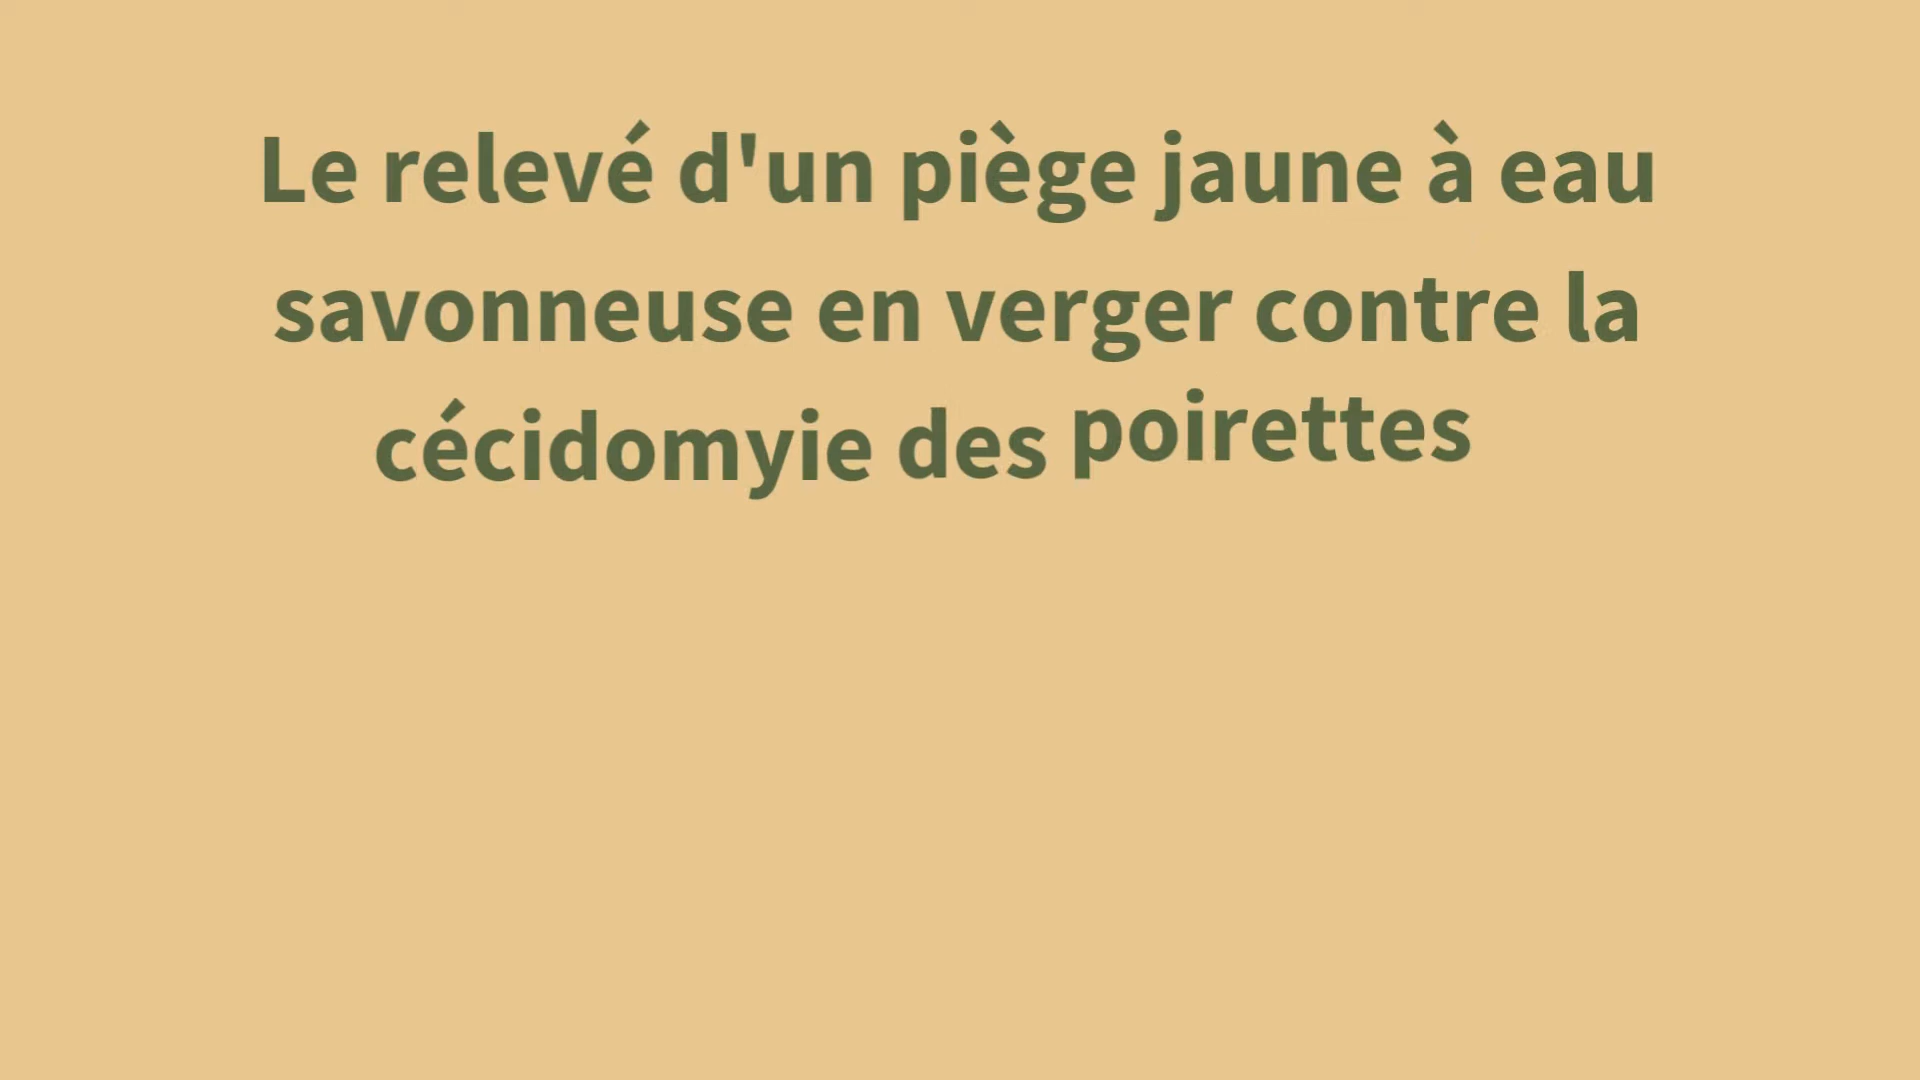 Le relevé d'un piège jaune à eau
savonneuse en verger contre la
cécidomyie des poirettes